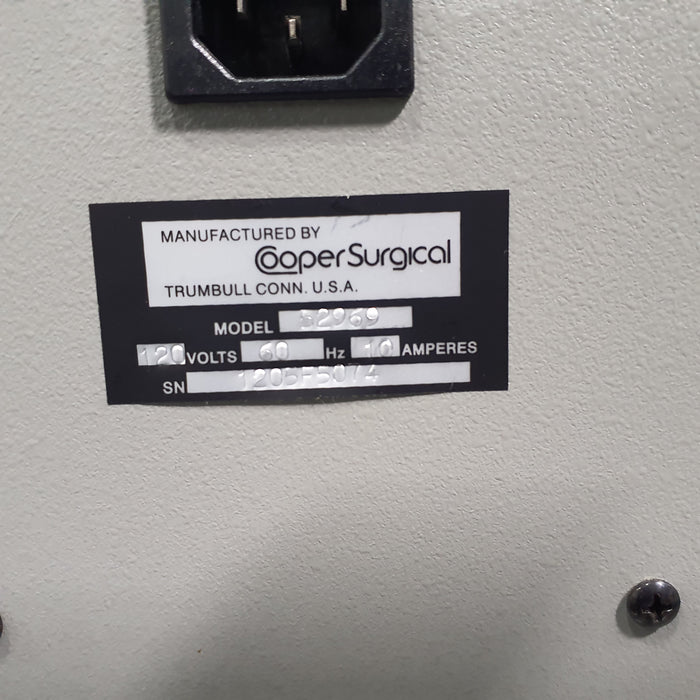 MANUFACTURED BY
CooperSurgical
TRUMBULL CONN. U.S.A.
MODEL 52969
120 VOLTS 60 Hz 10 AMPERES
SN 1205F5074